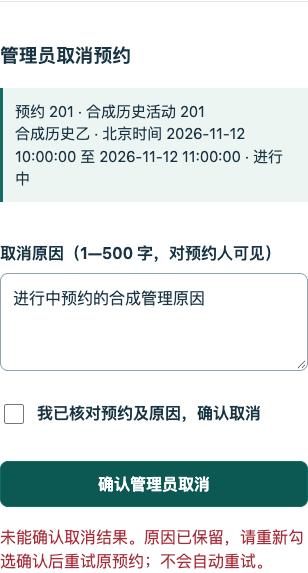 管理员取消预约
预约 201 · 合成历史活动 201
合成历史乙 · 北京时间 2026-11-12
10:00:00 至 2026-11-12 11:00:00 · 进行
中
取消原因（1—500 字，对预约人可见）
进行中预约的合成管理原因
我已核对预约及原因，确认取消
确认管理员取消
未能确认取消结果。原因已保留，请重新勾
选确认后重试原预约；不会自动重试。